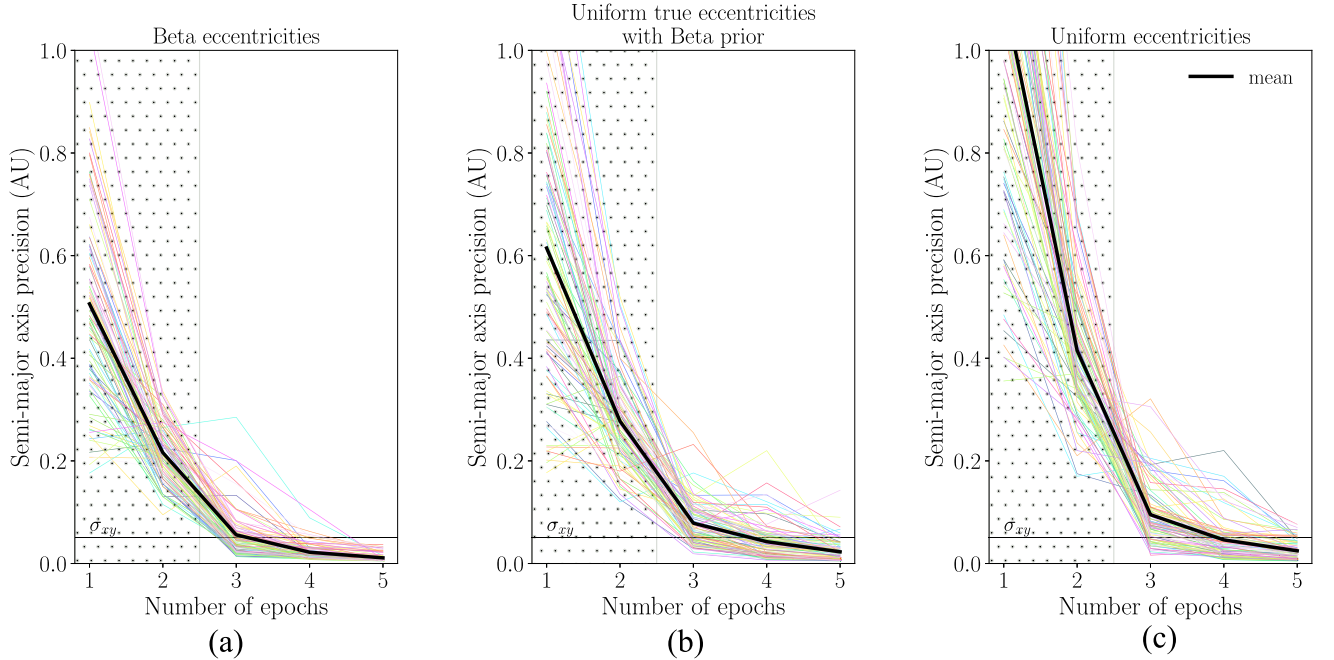 Beta eccentricities
Semi-major axis precision (AU)
1.0
0.8
0.6
0.4
0.2
0.0
σxy
1 2 3 4 5
Number of epochs
(a)
Uniform true eccentricities
with Beta prior
Semi-major axis precision (AU)
1.0
0.8
0.6
0.4
0.2
0.0
σxy
1 2 3 4 5
Number of epochs
(b)
Uniform eccentricities
mean
Semi-major axis precision (AU)
1.0
0.8
0.6
0.4
0.2
0.0
σxy
1 2 3 4 5
Number of epochs
(c)